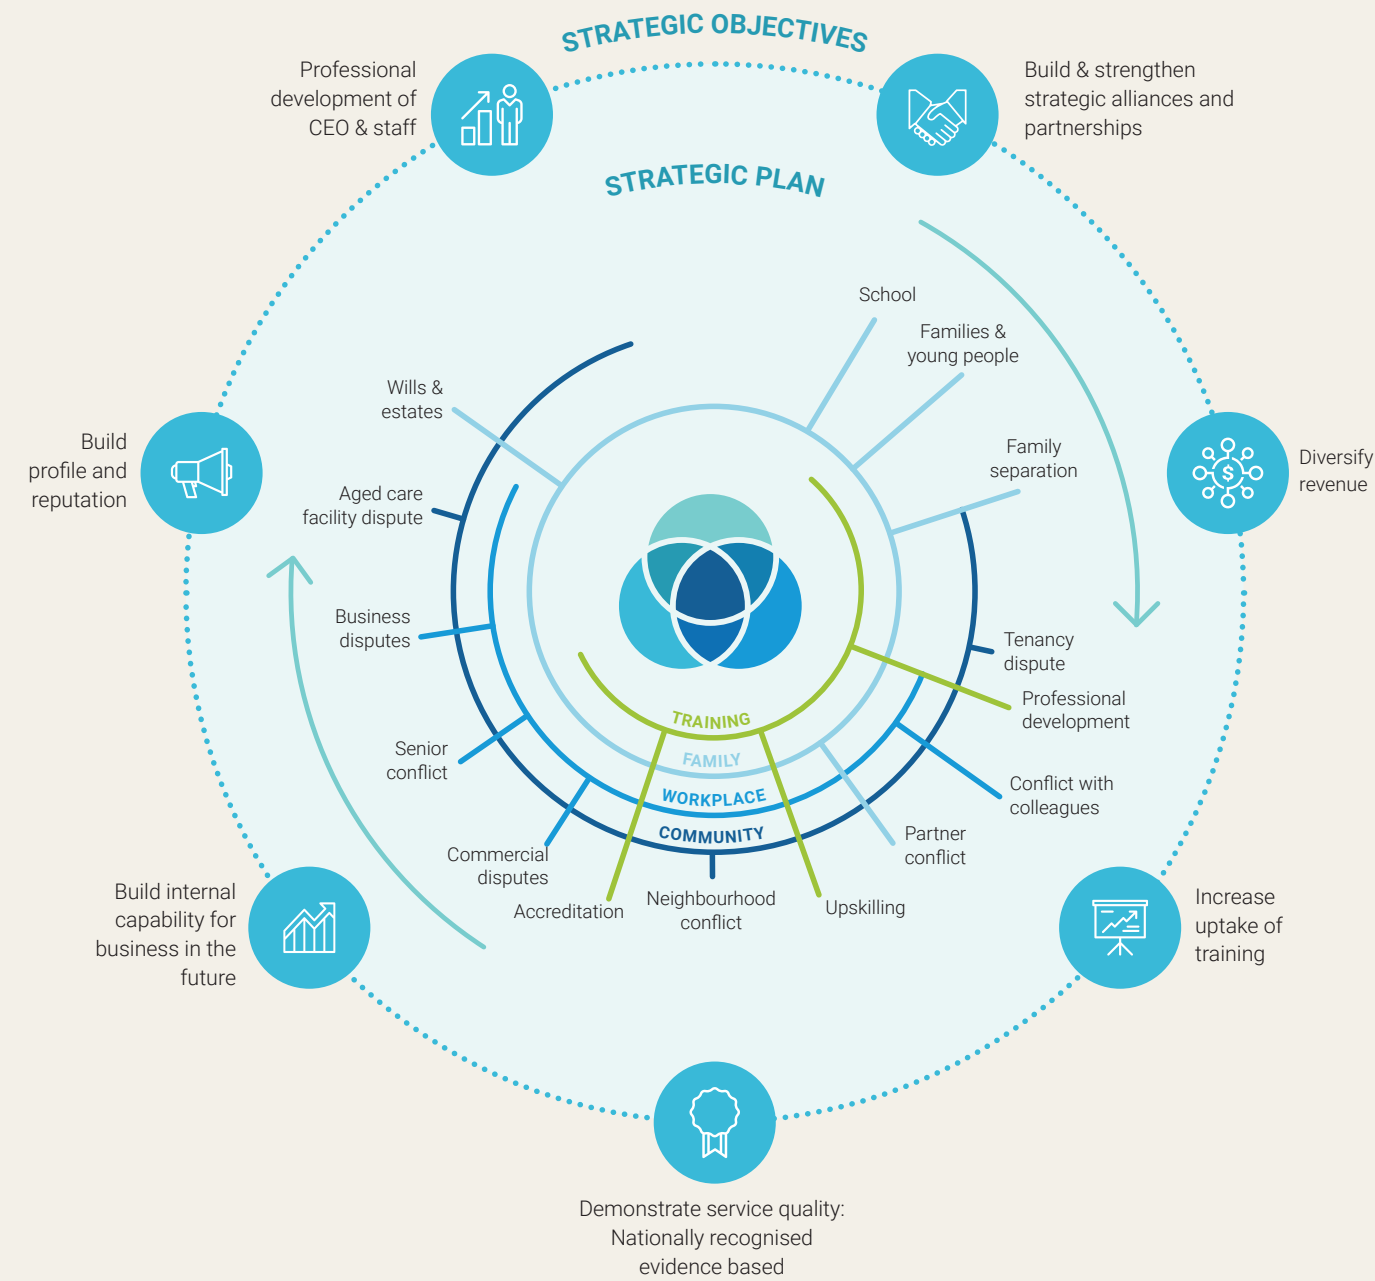 STRATEGIC OBJECTIVES
Professional
development of
CEO & staff
Build & strengthen
strategic alliances and
partnerships
STRATEGIC PLAN
School
Families &
young people
Wills &
estates
Family
separation
Build
profile and
reputation
Diversify
revenue
$
Aged care
facility dispute
Business
disputes
Tenancy
dispute
Professional
development
TRAINING
FAMILY
WORKPLACE
COMMUNITY
Senior
conflict
Conflict with
colleagues
Partner
conflict
Commercial
disputes
Accreditation
Neighbourhood
conflict
Upskilling
Build internal
capability for
business in the
future
Increase
uptake of
training
Demonstrate service quality:
Nationally recognised
evidence based